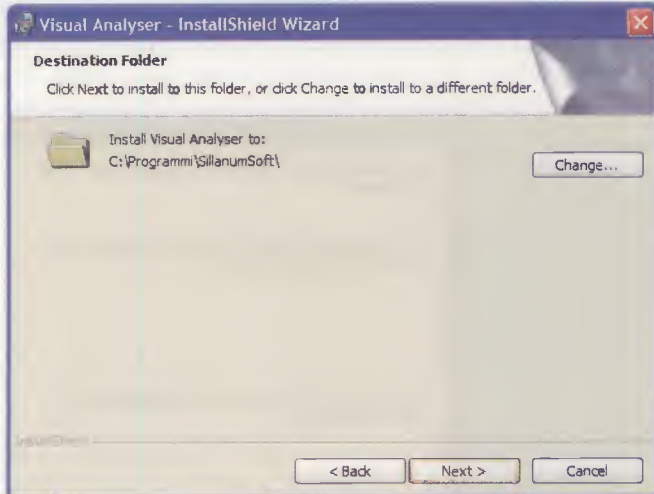 Visual Analyser - InstallShield Wizard
Destination Folder
Click Next to install to this folder, or click Change to install to a different folder.
Install Visual Analyser to:
C:\Programmi\SillanumSoft\
Change...
InstallShield
< Back
Next >
Cancel